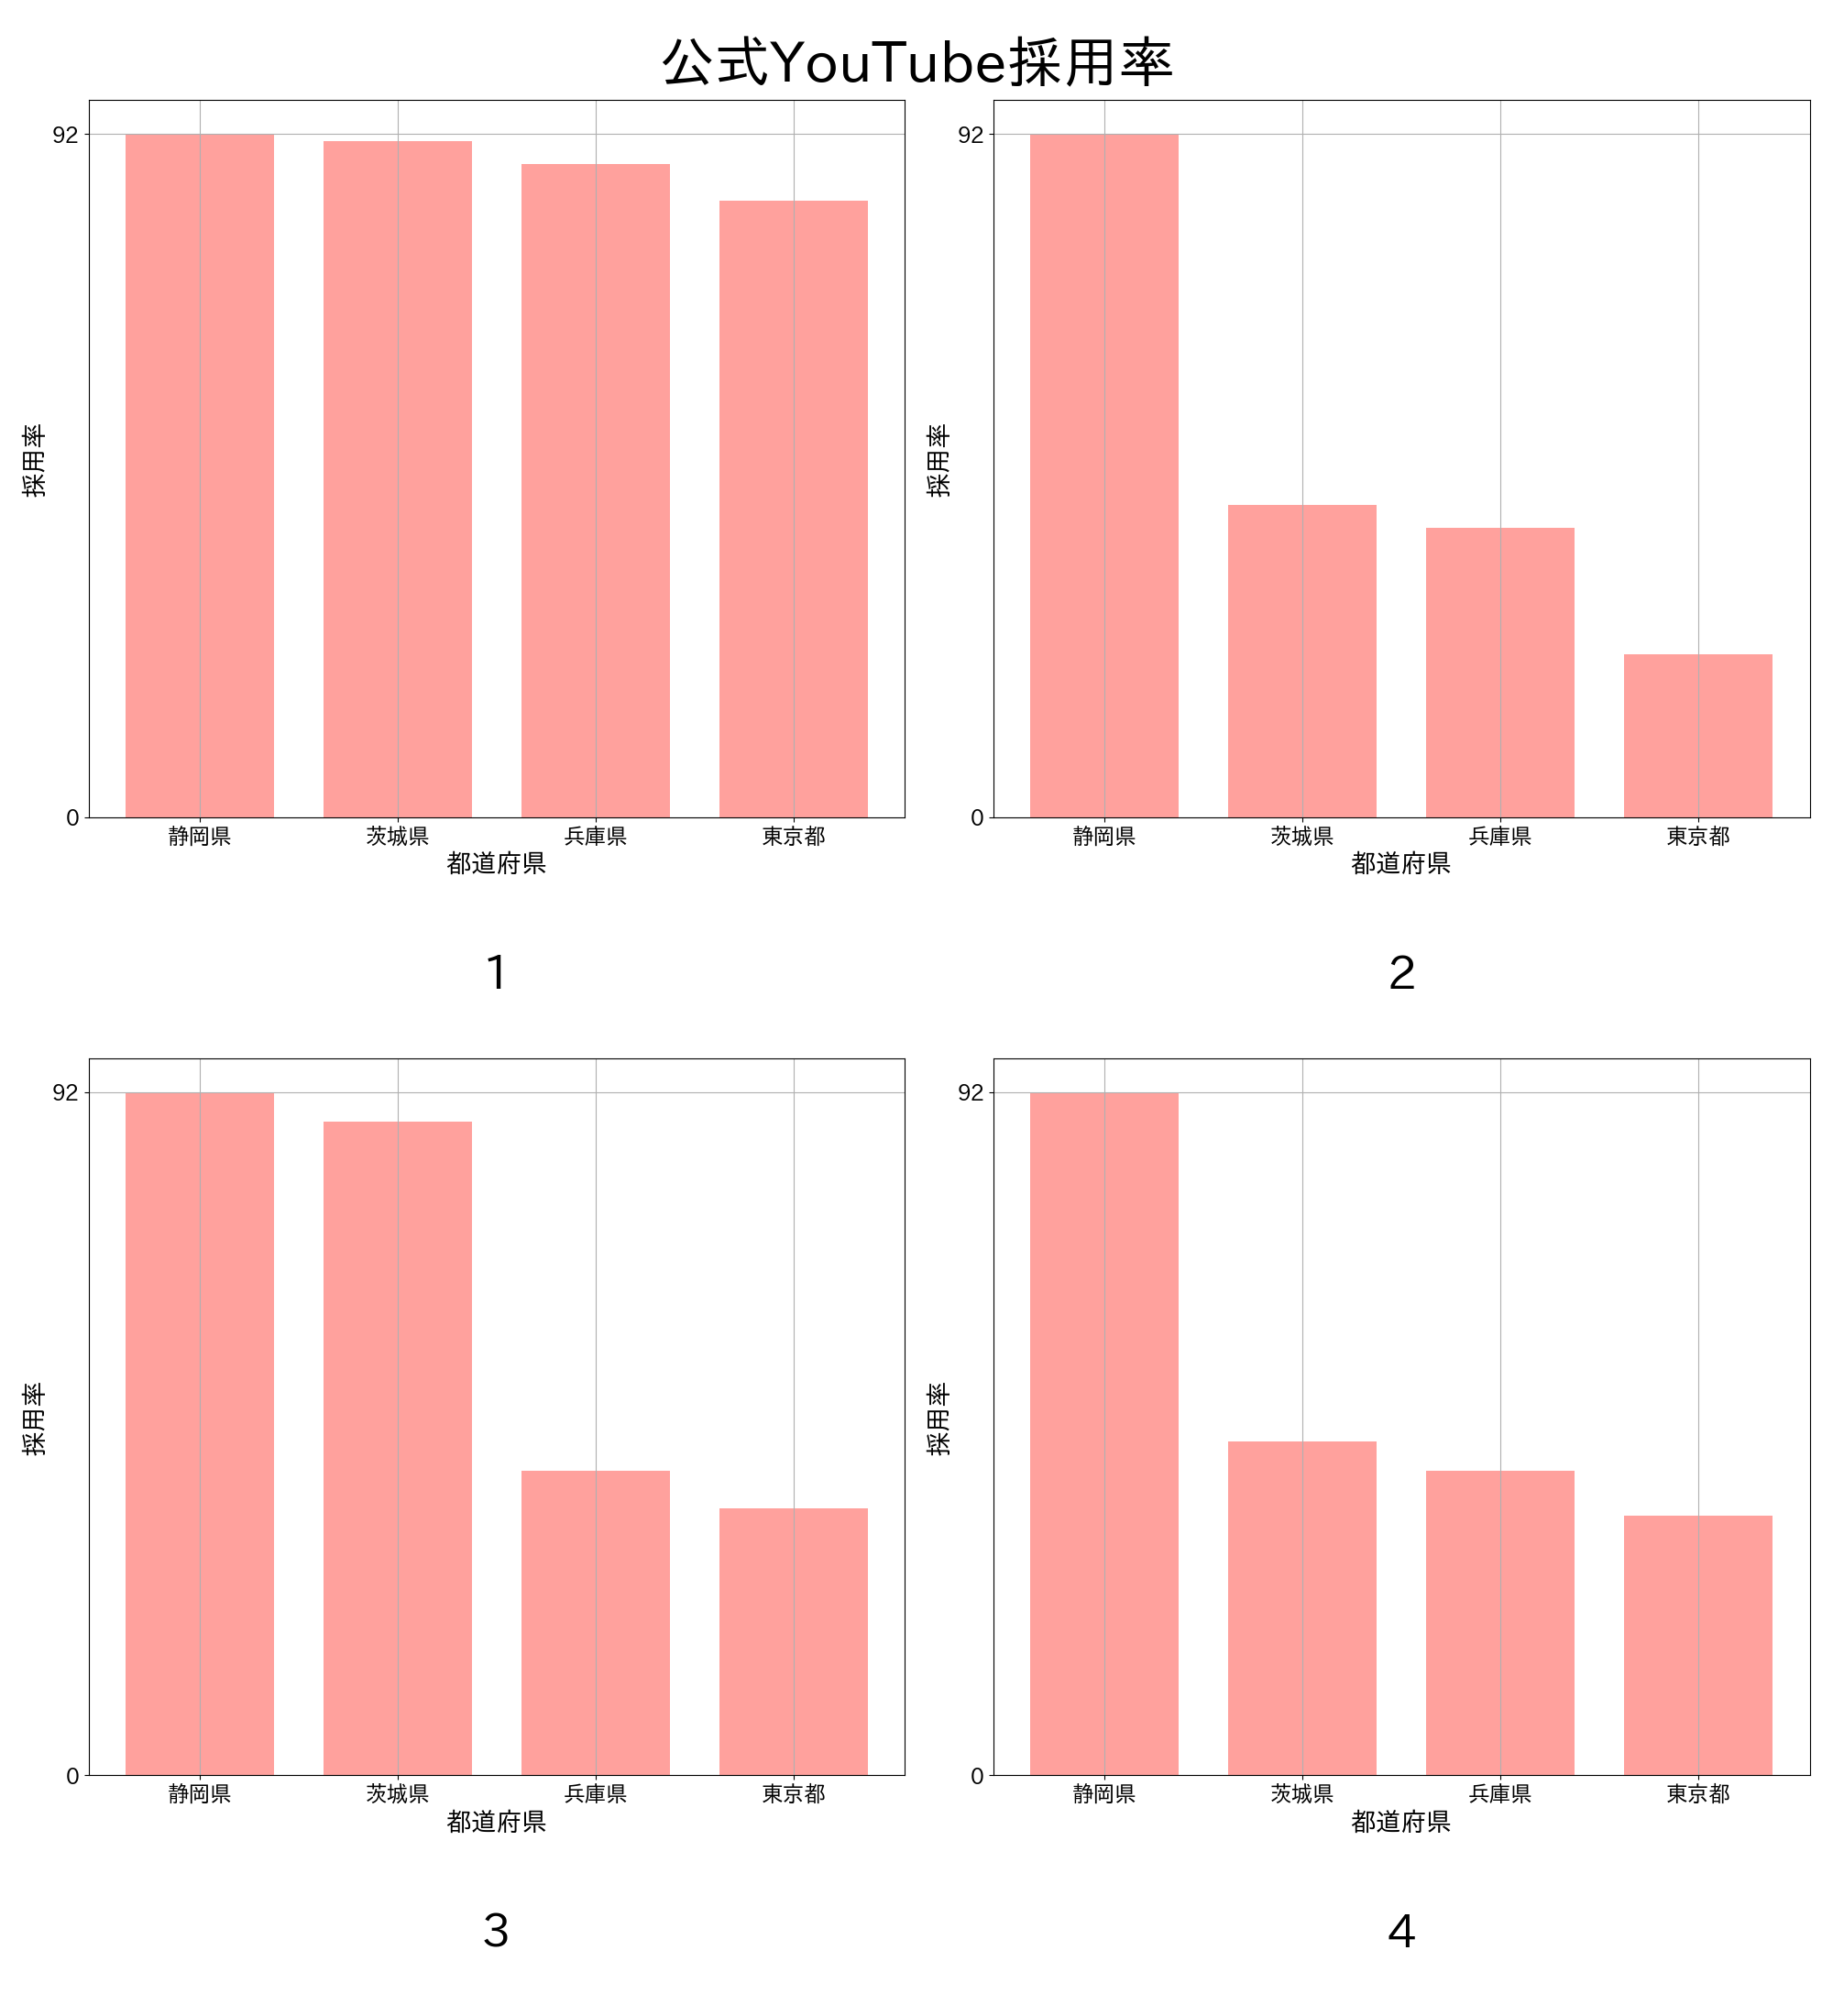 公式YouTube採用率
92
0
採用率
静岡県 茨城県 兵庫県 東京都
都道府県
1
92
0
採用率
静岡県 茨城県 兵庫県 東京都
都道府県
2
92
0
採用率
静岡県 茨城県 兵庫県 東京都
都道府県
3
92
0
採用率
静岡県 茨城県 兵庫県 東京都
都道府県
4